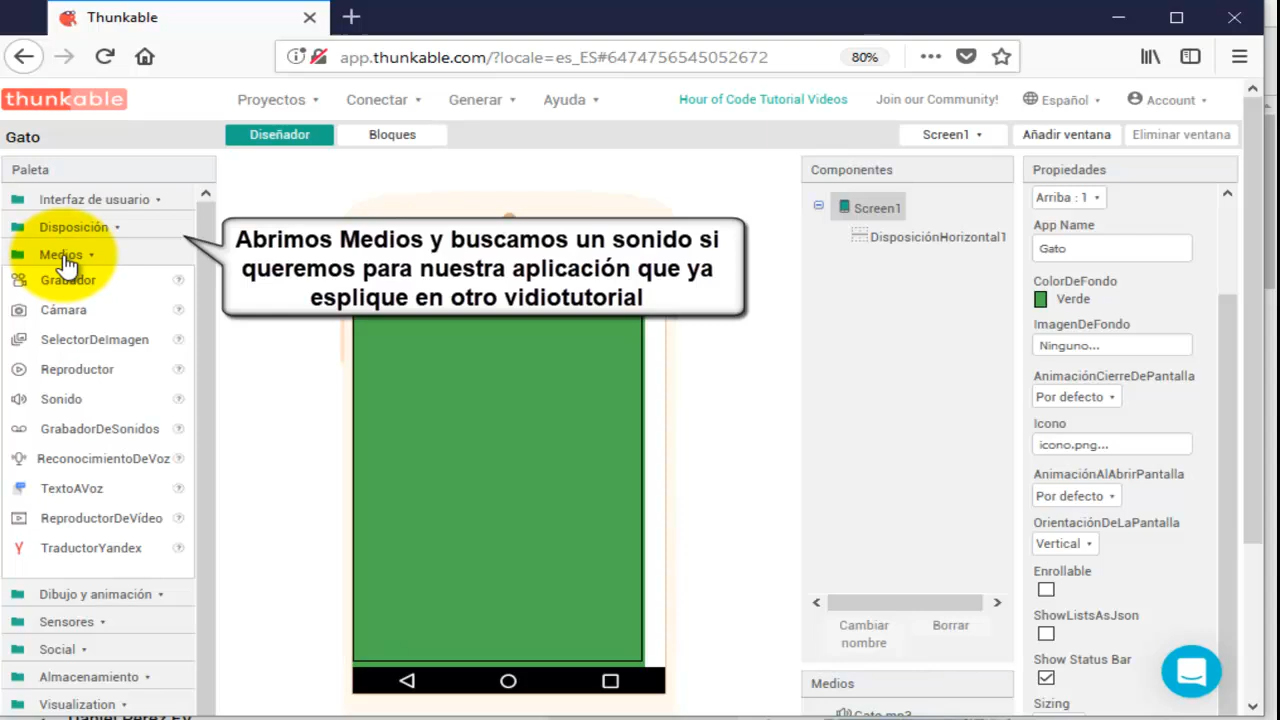 Thunkable
app.thunkable.com/?locale=es_ES#6474756545052672
80%
thunkable
Proyectos
Conectar
Generar
Ayuda
Hour of Code Tutorial Videos
Join our Community!
Español
Account
Gato
Diseñador
Bloques
Screen1
Añadir ventana
Eliminar ventana
Paleta
Interfaz de usuario
Disposición
Medios
Grabador
Cámara
SelectorDeImagen
Reproductor
Sonido
GrabadorDeSonidos
ReconocimientoDeVoz
TextoAVoz
ReproductorDeVídeo
TraductorYandex
Dibujo y animación
Sensores
Social
Almacenamiento
Visualization
Abrimos Medios y buscamos un sonido si
queremos para nuestra aplicación que ya
esplique en otro vidiotutorial
Componentes
Screen1
DisposiciónHorizontal1
Cambiar
nombre
Borrar
Medios
Gato.mp3
Propiedades
Arriba : 1
App Name
Gato
ColorDeFondo
Verde
ImagenDeFondo
Ninguno...
AnimaciónCierreDePantalla
Por defecto
Icono
icono.png...
AnimaciónAlAbrirPantalla
Por defecto
OrientaciónDeLaPantalla
Vertical
Enrollable
ShowListsAsJson
Show Status Bar
Sizing